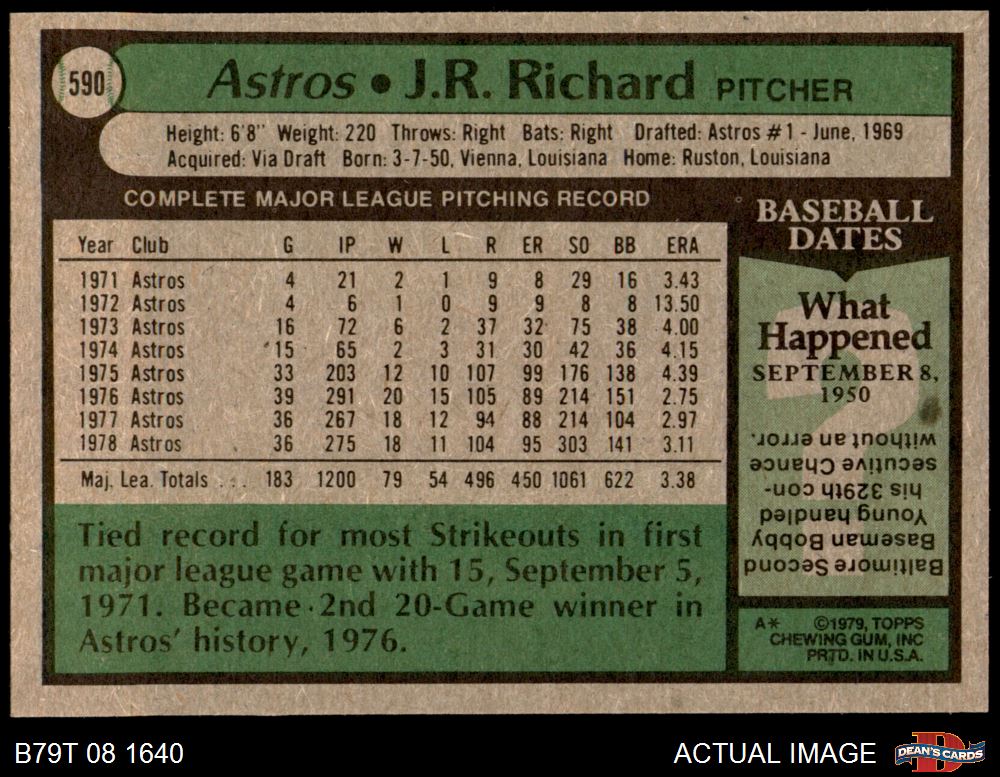 590
Astros • J.R. Richard PITCHER
Height: 6'8" Weight: 220 Throws: Right Bats: Right Drafted: Astros #1 - June, 1969
Acquired: Via Draft Born: 3-7-50, Vienna, Louisiana Home: Ruston, Louisiana
COMPLETE MAJOR LEAGUE PITCHING RECORD
Year Club G IP W L R ER SO BB ERA
1971 Astros 4 21 2 1 9 8 29 16 3.43
1972 Astros 4 6 1 0 9 9 8 8 13.50
1973 Astros 16 72 6 2 37 32 75 38 4.00
1974 Astros 15 65 2 3 31 30 42 36 4.15
1975 Astros 33 203 12 10 107 99 176 138 4.39
1976 Astros 39 291 20 15 105 89 214 151 2.75
1977 Astros 36 267 18 12 94 88 214 104 2.97
1978 Astros 36 275 18 11 104 95 303 141 3.11
Maj. Lea. Totals ... 183 1200 79 54 496 450 1061 622 3.38
Tied record for most Strikeouts in first
major league game with 15, September 5,
1971. Became 2nd 20-Game winner in
Astros' history, 1976.
BASEBALL
DATES
What
Happened
SEPTEMBER 8,
1950
Baltimore Second
Baseman Bobby
Young handled
his 329th con-
secutive Chance
without an error.
A* ©1979, TOPPS
CHEWING GUM, INC
PRTD. IN U.S.A.
B79T 08 1640
ACTUAL IMAGE
D
DEAN'S CARDS